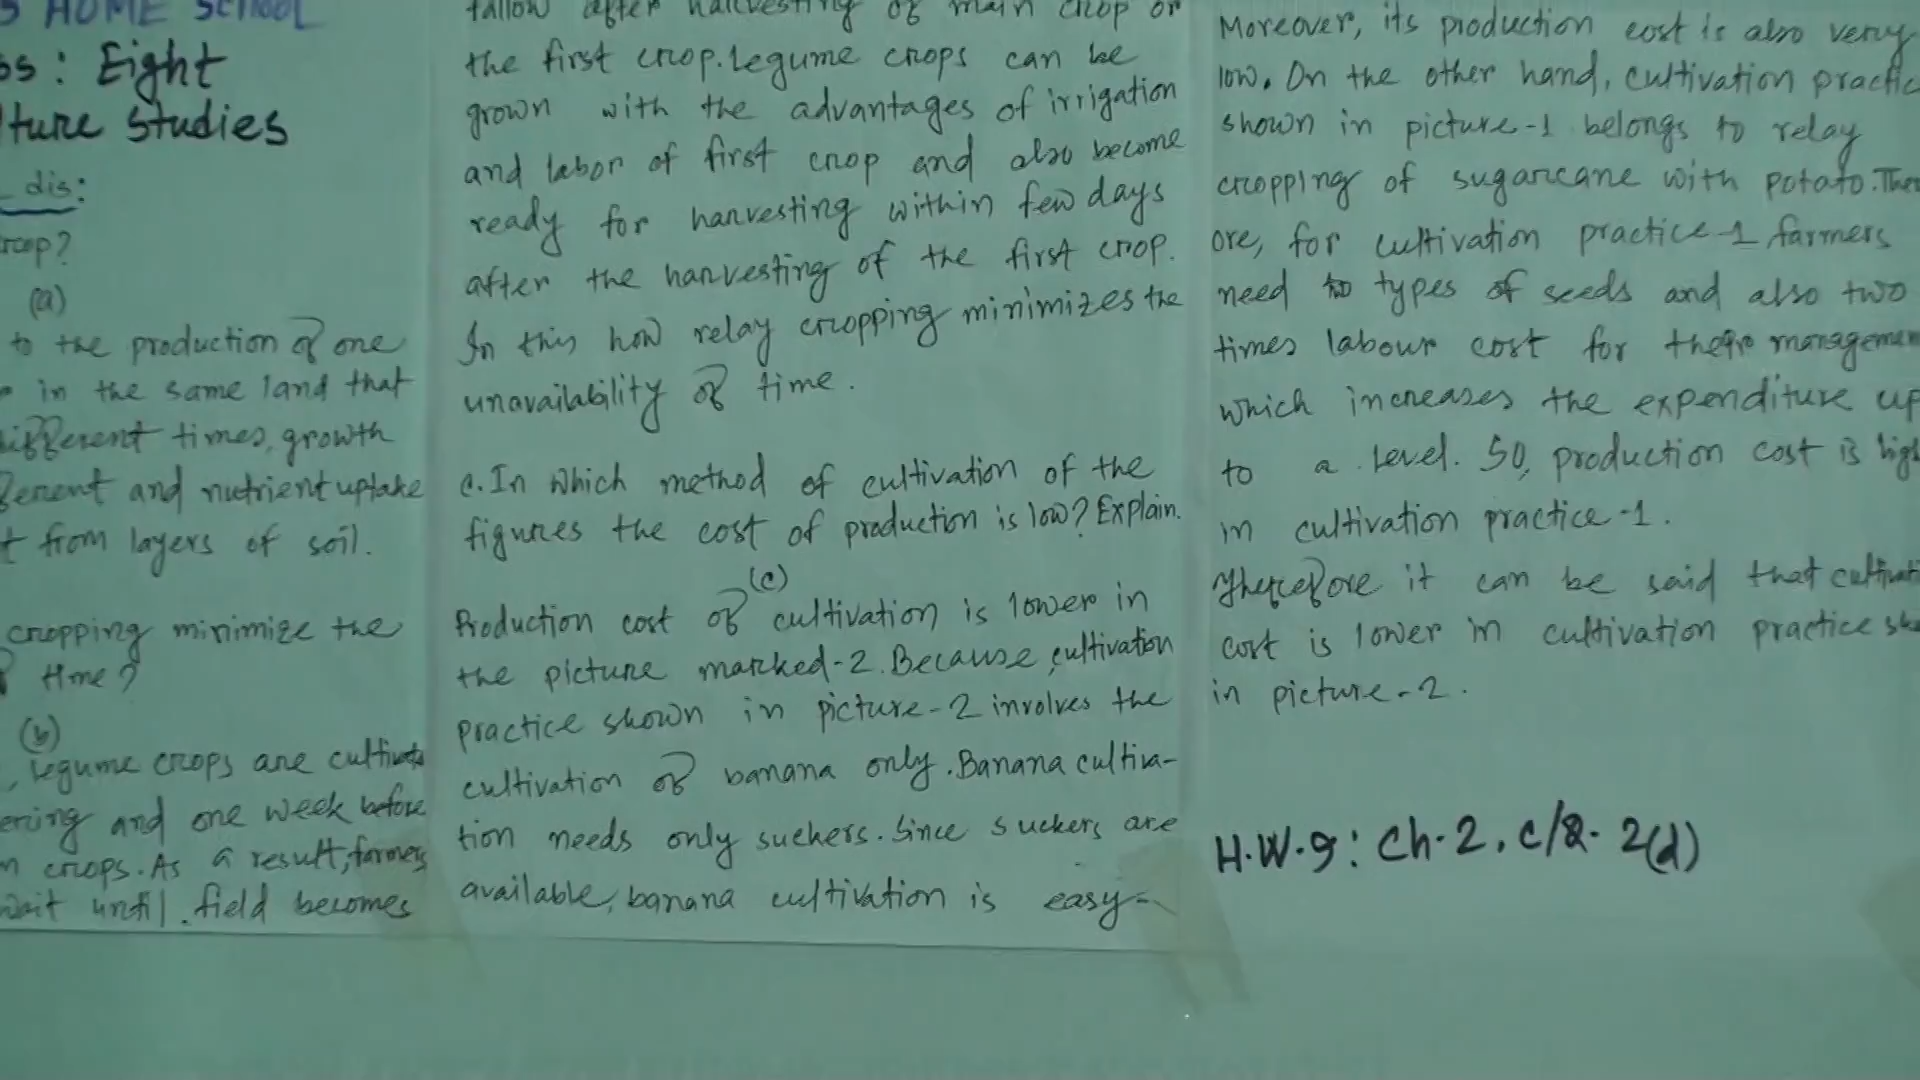 HOME SCHOOL
ss: Eight
ture Studies
dis:
rop?
(a)
to the production of one
in the same land that
ifferent times, growth
ferent and nutrient uptake
t from layers of soil.
cropping minimize the
time?
(b)
, legume crops are cultivate
ering and one week before
n crops. As a result, farmers
wait until field becomes
fallow after harvesting of main crop or
the first crop. Legume crops can be
grown with the advantages of irrigation
and labor of first crop and also become
ready for harvesting within few days
after the harvesting of the first crop.
In this how relay cropping minimizes the
unavailability of time.
c. In which method of cultivation of the
figures the cost of production is low? Explain.
(c)
Production cost of cultivation is lower in
the picture marked-2. Because, cultivation
practice shown in picture-2 involves the
cultivation of banana only. Banana cultiva-
tion needs only suckers. Since suckers are
available, banana cultivation is easy-
Moreover, its production cost is also very
low. On the other hand, cultivation practic
shown in picture-1 belongs to relay
cropping of sugarcane with potato. Ther
ore, for cultivation practice-1 farmers
need two types of seeds and also two
times labour cost for their managemen
which increases the expenditure up
to a level. So, production cost is high
in cultivation practice-1.
Therefore it can be said that cultivati
cost is lower in cultivation practice sho
in picture-2.
H.W.9: Ch-2, C/Q. 2(d)